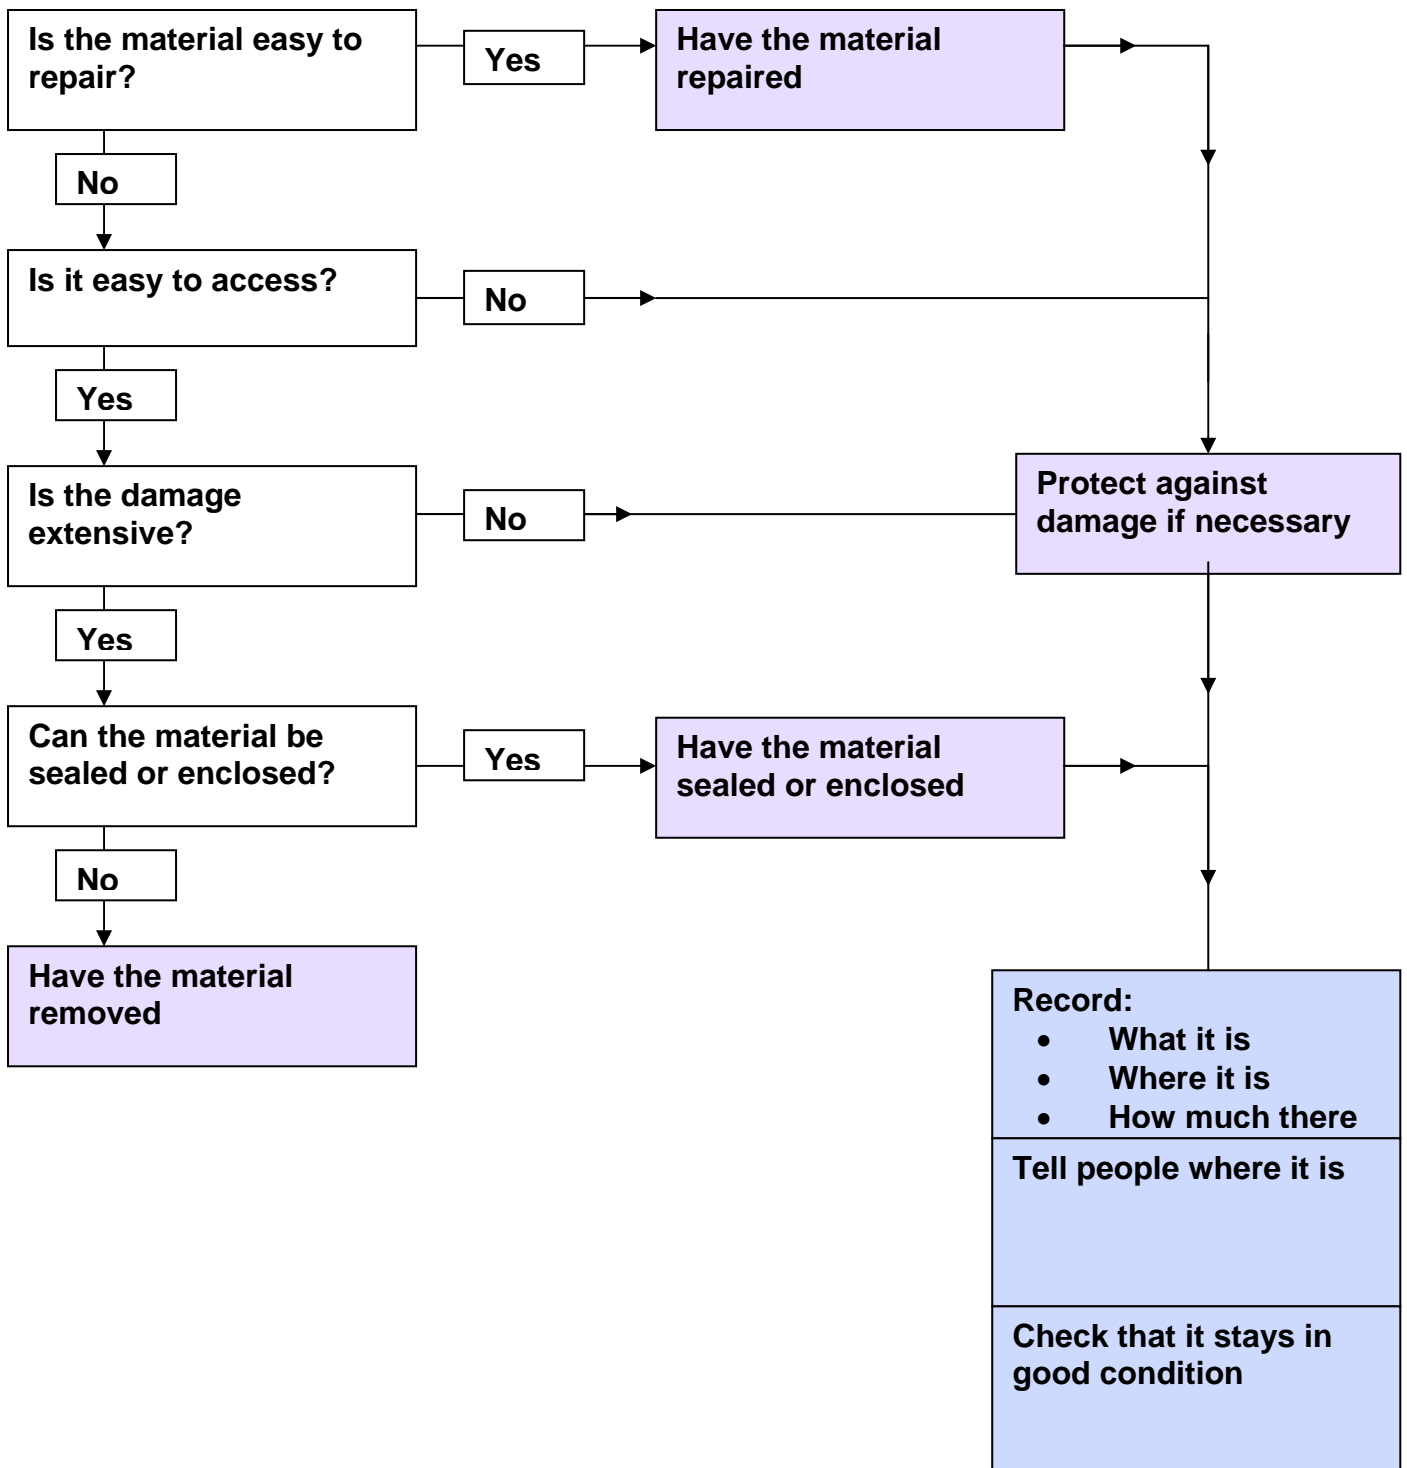 Is the material easy to
repair?
Yes
Have the material
repaired
No
Is it easy to access?
No
Yes
Is the damage
extensive?
No
Protect against
damage if necessary
Yes
Can the material be
sealed or enclosed?
Yes
Have the material
sealed or enclosed
No
Have the material
removed
Record:
• What it is
• Where it is
• How much there
Tell people where it is
Check that it stays in
good condition